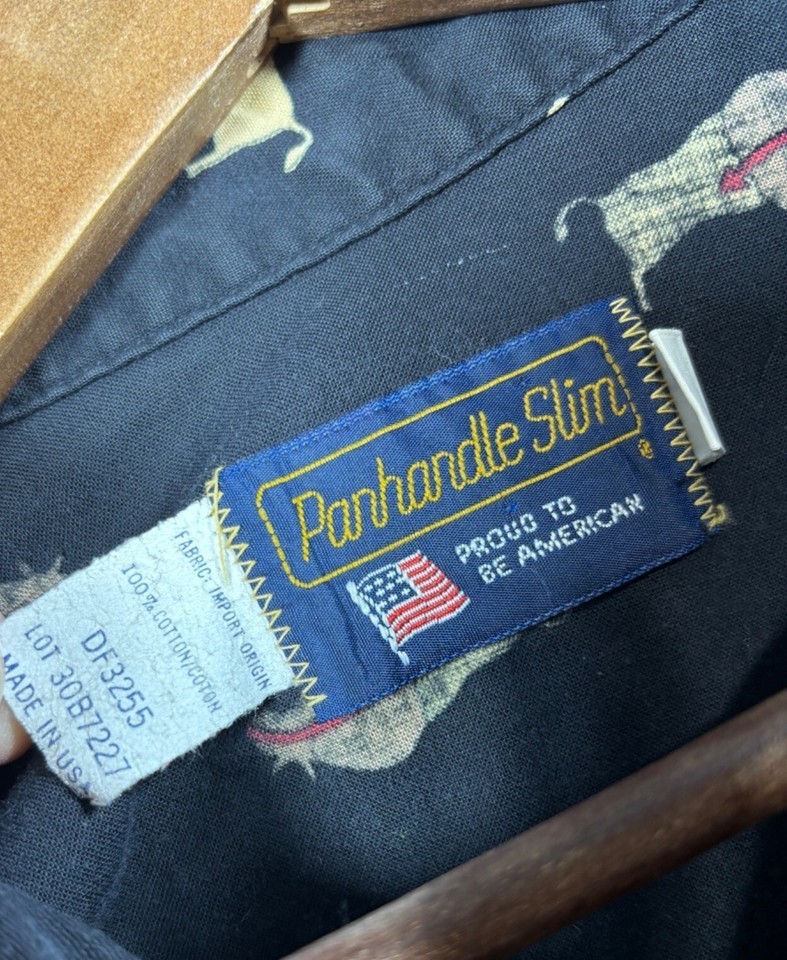 Panhandle Slim
®
PROUD TO
BE AMERICAN
FABRIC: IMPORT ORIGIN
100% COTTON/COTON
DF3255
LOT 30B7227
MADE IN USA